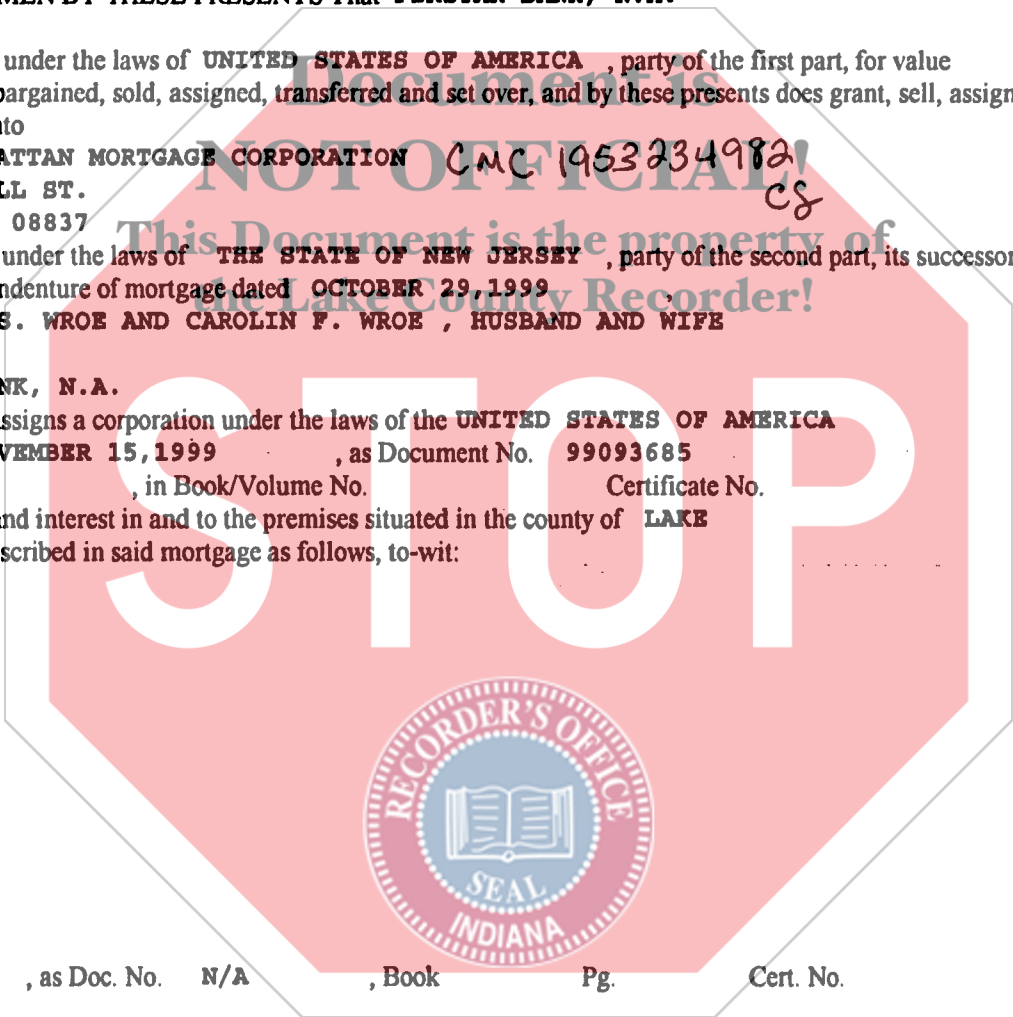 MEN BY THESE PRESENTS That
under the laws of UNITED STATES OF AMERICA , party of the first part, for value
Document is
bargained, sold, assigned, transferred and set over, and by these presents does grant, sell, assign
to
ATTAN MORTGAGE CORPORATION CMC 1953234982
NOT OFFICIAL!
LL ST. CS
08837
This Document is the property of
under the laws of THE STATE OF NEW JERSEY , party of the second part, its successor
ndenture of mortgage dated OCTOBER 29,1999 ,
the Lake County Recorder!
S. WROE AND CAROLIN F. WROE , HUSBAND AND WIFE
NK, N.A.
ssigns a corporation under the laws of the UNITED STATES OF AMERICA
VEMBER 15,1999 , as Document No. 99093685
, in Book/Volume No. Certificate No.
nd interest in and to the premises situated in the county of LAKE
scribed in said mortgage as follows, to-wit:
STOP
RECORDER'S OFFICE
SEAL
INDIANA
, as Doc. No. N/A , Book Pg. Cert. No.